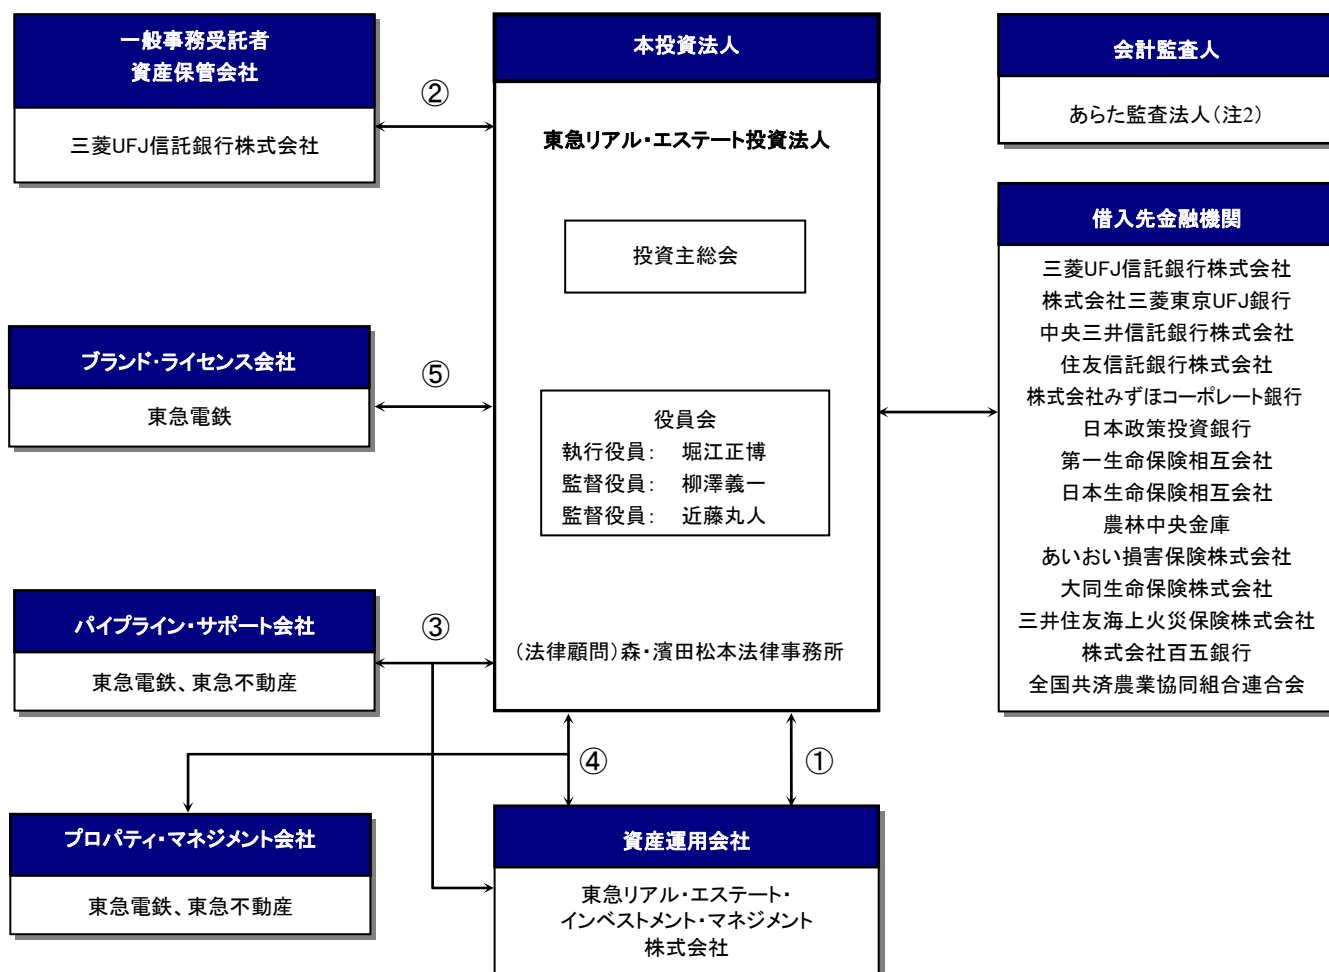 一般事務受託者
資産保管会社
三菱UFJ信託銀行株式会社
②
本投資法人
東急リアル・エステート投資法人
投資主総会
役員会
執行役員： 堀江正博
監督役員： 柳澤義一
監督役員： 近藤丸人
(法律顧問)森・濱田松本法律事務所
会計監査人
あらた監査法人(注2)
借入先金融機関
三菱UFJ信託銀行株式会社
株式会社三菱東京UFJ銀行
中央三井信託銀行株式会社
住友信託銀行株式会社
株式会社みずほコーポレート銀行
日本政策投資銀行
第一生命保険相互会社
日本生命保険相互会社
農林中央金庫
あいおい損害保険株式会社
大同生命保険株式会社
三井住友海上火災保険株式会社
株式会社百五銀行
全国共済農業協同組合連合会
ブランド・ライセンス会社
東急電鉄
⑤
パイプライン・サポート会社
東急電鉄、東急不動産
③
④
①
プロパティ・マネジメント会社
東急電鉄、東急不動産
資産運用会社
東急リアル・エステート・
インベストメント・マネジメント
株式会社